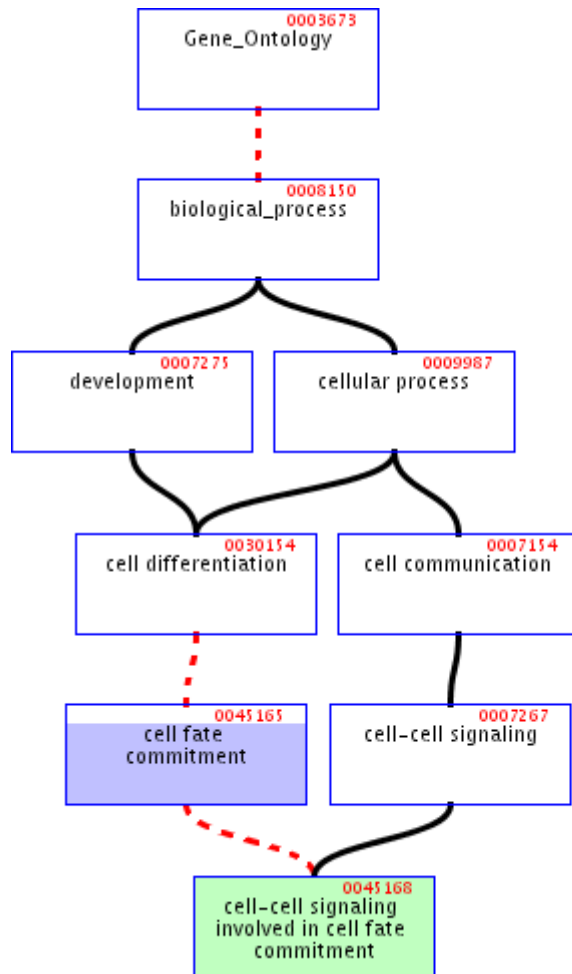 0003673
Gene_Ontology
0008150
biological_process
0007275
development
0009987
cellular process
0030154
cell differentiation
0007154
cell communication
0045165
cell fate
commitment
0007267
cell-cell signaling
0045168
cell-cell signaling
involved in cell fate
commitment